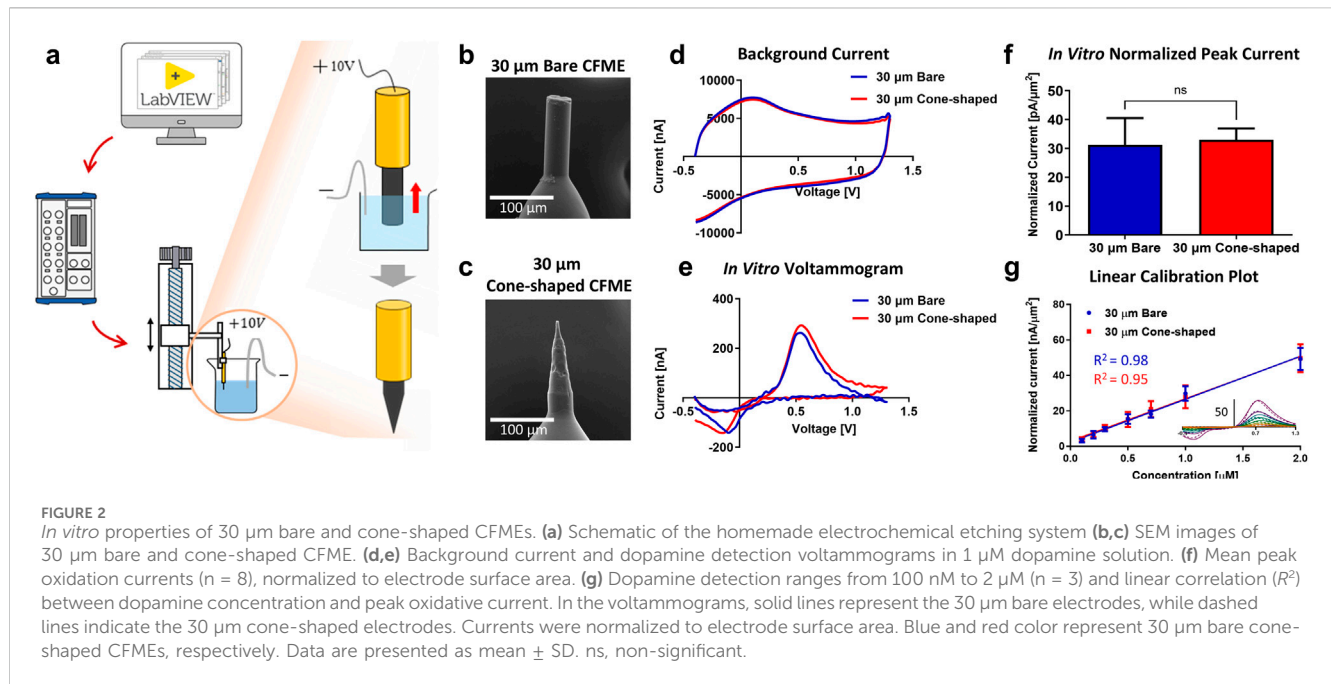 a
LabVIEW™
+10V
−
+10V
−
b
30 µm Bare CFME
100 µm
c
30 µm
Cone-shaped CFME
100 µm
d
Background Current
30 µm Bare
30 µm Cone-shaped
Current [nA]
10000
5000
-5000
-10000
-0.5
0.5
1.0
1.5
Voltage [V]
e
In Vitro Voltammogram
30 µm Bare
30 µm Cone-shaped
Current [nA]
400
200
-200
-0.5
0.5
1.0
1.5
Voltage [V]
f
In Vitro Normalized Peak Current
Normalized Current [pA/µm²]
50
40
30
20
10
0
ns
30 µm Bare
30 µm Cone-shaped
g
Linear Calibration Plot
Normalized current [nA/µm²]
80
60
40
20
0
30 µm Bare
30 µm Cone-shaped
R² = 0.98
R² = 0.95
50
0.7
1.3
0.0
0.5
1.0
1.5
2.0
Concentration [µM]
FIGURE 2
In vitro properties of 30 µm bare and cone-shaped CFMEs. (a) Schematic of the homemade electrochemical etching system (b,c) SEM images of
30 µm bare and cone-shaped CFME. (d,e) Background current and dopamine detection voltammograms in 1 µM dopamine solution. (f) Mean peak
oxidation currents (n = 8), normalized to electrode surface area. (g) Dopamine detection ranges from 100 nM to 2 µM (n = 3) and linear correlation (R²)
between dopamine concentration and peak oxidative current. In the voltammograms, solid lines represent the 30 µm bare electrodes, while dashed
lines indicate the 30 µm cone-shaped electrodes. Currents were normalized to electrode surface area. Blue and red color represent 30 µm bare cone-
shaped CFMEs, respectively. Data are presented as mean ± SD. ns, non-significant.